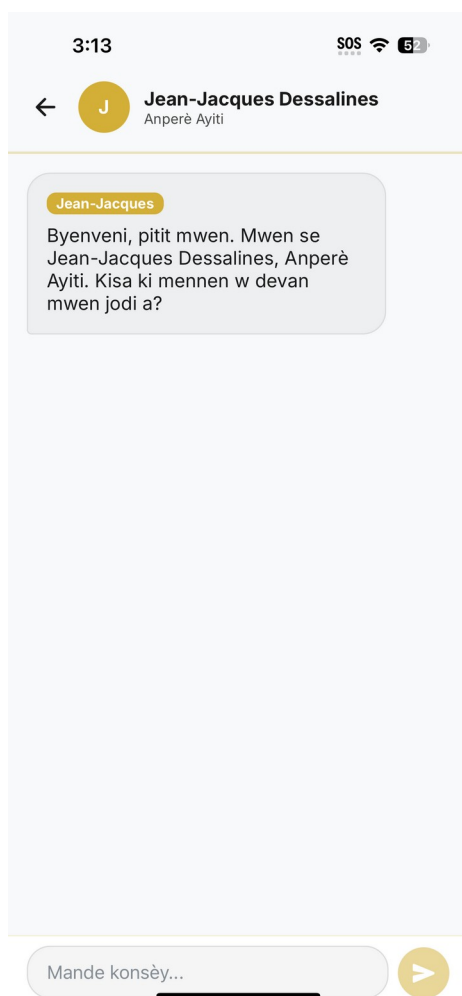 3:13
SOS
52
J
Jean-Jacques Dessalines
Anperè Ayiti
Jean-Jacques
Byenveni, pitit mwen. Mwen se
Jean-Jacques Dessalines, Anperè
Ayiti. Kisa ki mennen w devan
mwen jodi a?
Mande konsèy...